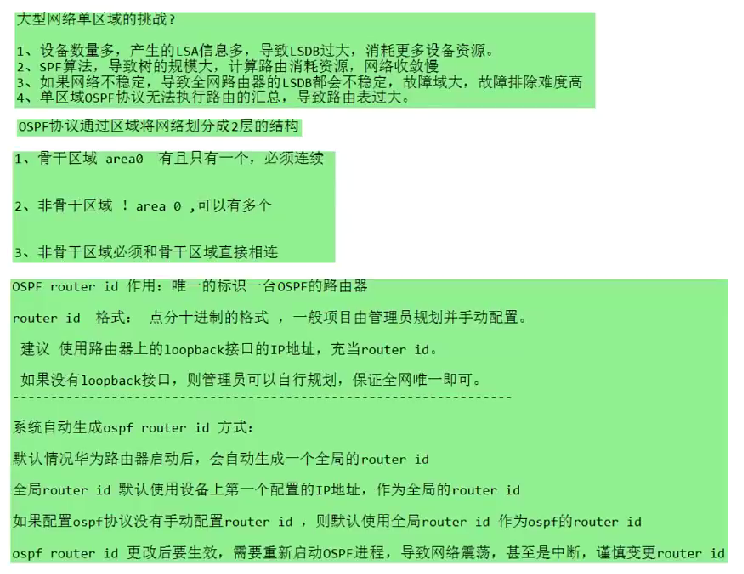 大型网络单区域的挑战?
1、设备数量多，产生的LSA信息多，导致LSDB过大，消耗更多设备资源。
2、SPF算法，导致树的规模大，计算路由消耗资源，网络收敛慢
3、如果网络不稳定，导致全网路由器的LSDB都会不稳定，故障域大，故障排除难度高
4、单区域OSPF协议无法执行路由的汇总，导致路由表过大。
OSPF协议通过区域将网络划分成2层的结构
1、骨干区域 area0 有且只有一个，必须连续
2、非骨干区域 ！area 0 ,可以有多个
3、非骨干区域必须和骨干区域直接相连
OSPF router id 作用：唯一的标识一台OSPF的路由器
router id 格式： 点分十进制的格式 ，一般项目由管理员规划并手动配置。
建议 使用路由器上的loopback接口的IP地址，充当router id。
如果没有loopback接口，则管理员可以自行规划，保证全网唯一即可。
----------------------------------------------------------------
系统自动生成ospf router id 方式：
默认情况华为路由器启动后，会自动生成一个全局的router id
全局router id 默认使用设备上第一个配置的IP地址，作为全局的router id
如果配置ospf协议没有手动配置router id ，则默认使用全局router id 作为ospf的router id
ospf router id 更改后要生效，需要重新启动OSPF进程，导致网络震荡，甚至是中断，谨慎变更router id